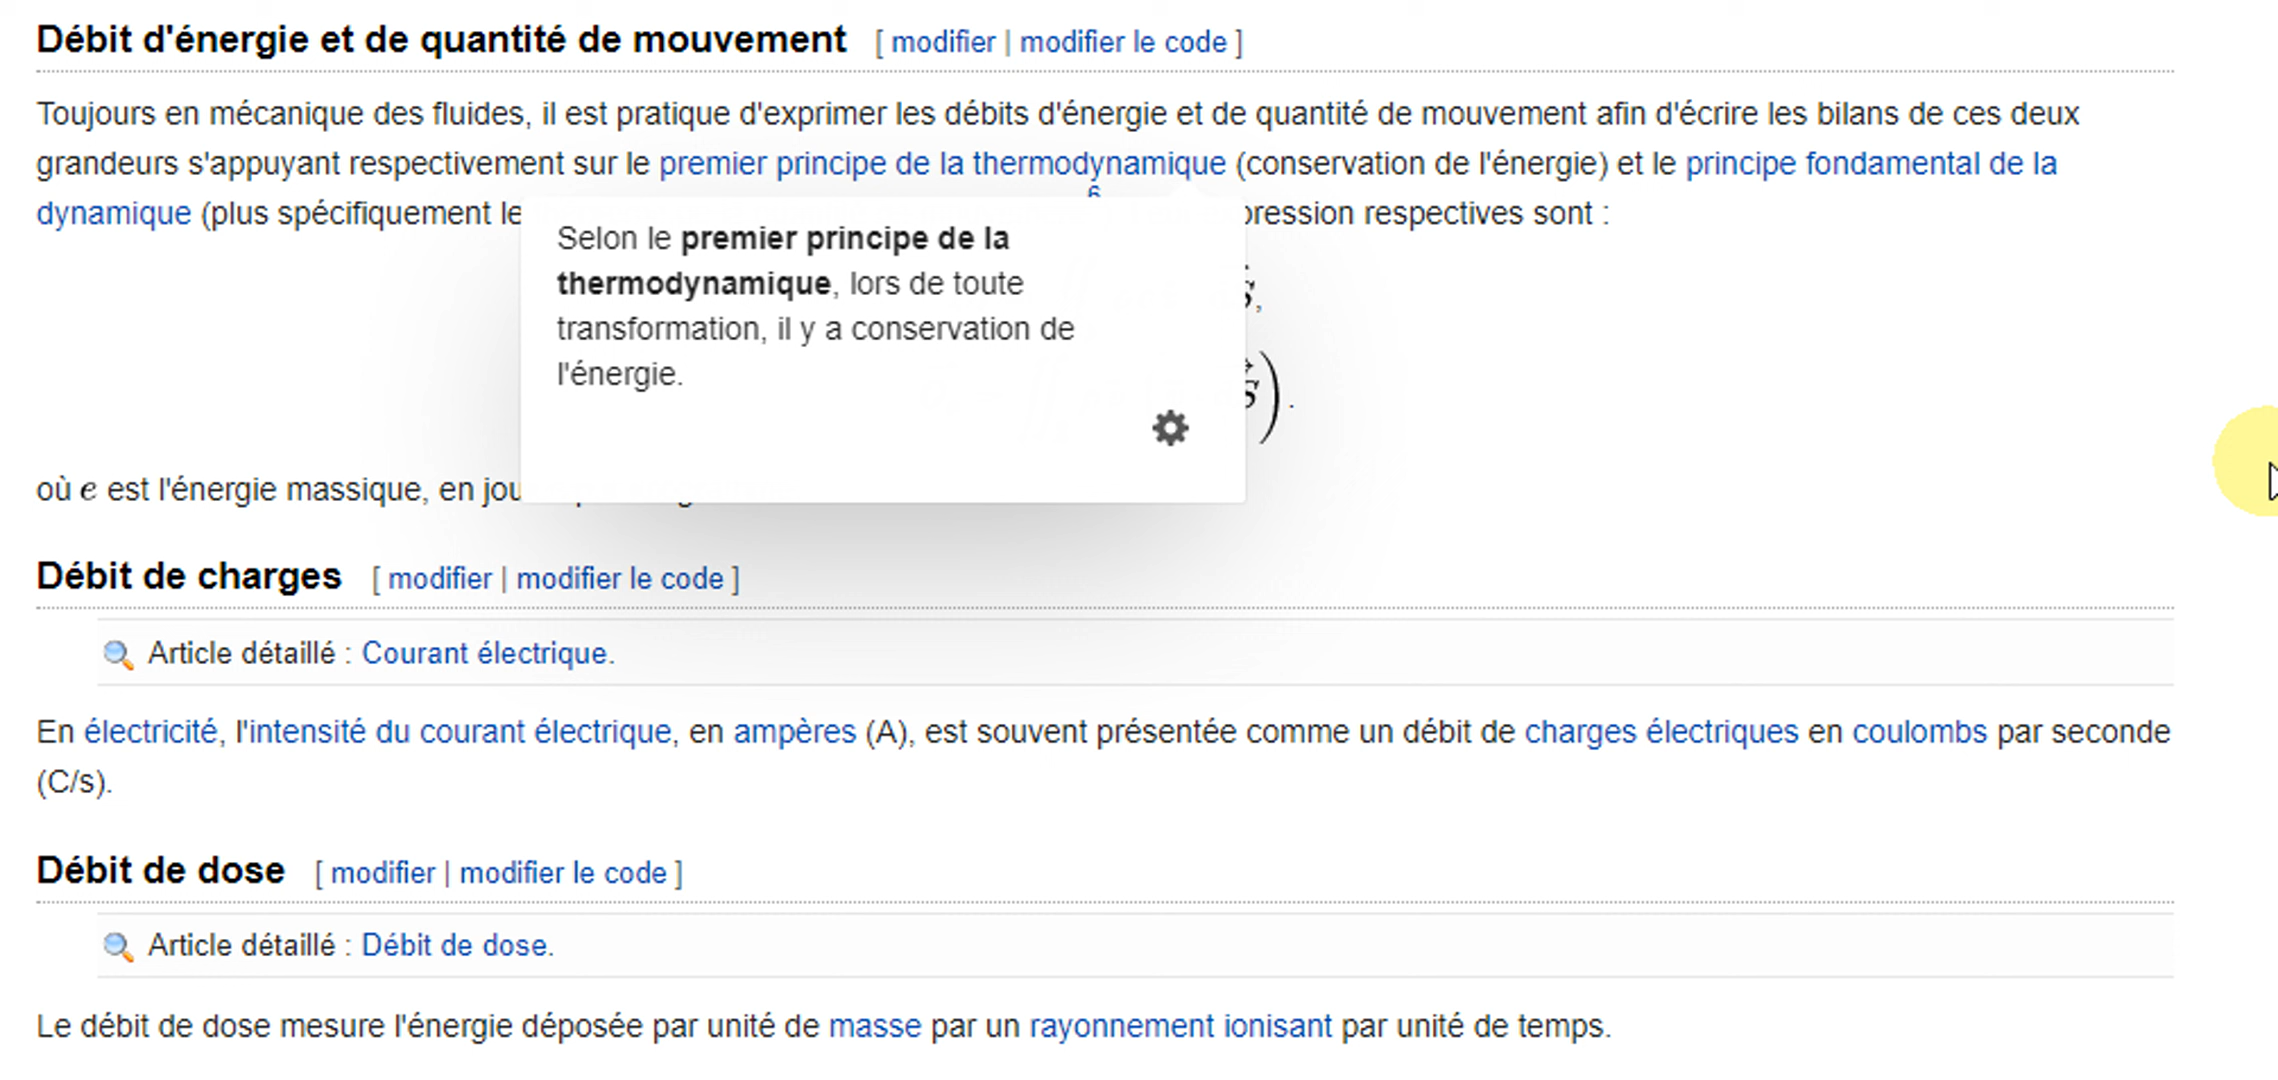 Débit d'énergie et de quantité de mouvement [ modifier | modifier le code ]
Toujours en mécanique des fluides, il est pratique d'exprimer les débits d'énergie et de quantité de mouvement afin d'écrire les bilans de ces deux
grandeurs s'appuyant respectivement sur le premier principe de la thermodynamique (conservation de l'énergie) et le principe fondamental de la
dynamique (plus spécifiquement le pression respectives sont :
Selon le premier principe de la
thermodynamique, lors de toute
transformation, il y a conservation de
l'énergie.
où e est l'énergie massique, en
Débit de charges [ modifier | modifier le code ]
Article détaillé : Courant électrique.
En électricité, l'intensité du courant électrique, en ampères (A), est souvent présentée comme un débit de charges électriques en coulombs par seconde
(C/s).
Débit de dose [ modifier | modifier le code ]
Article détaillé : Débit de dose.
Le débit de dose mesure l'énergie déposée par unité de masse par un rayonnement ionisant par unité de temps.